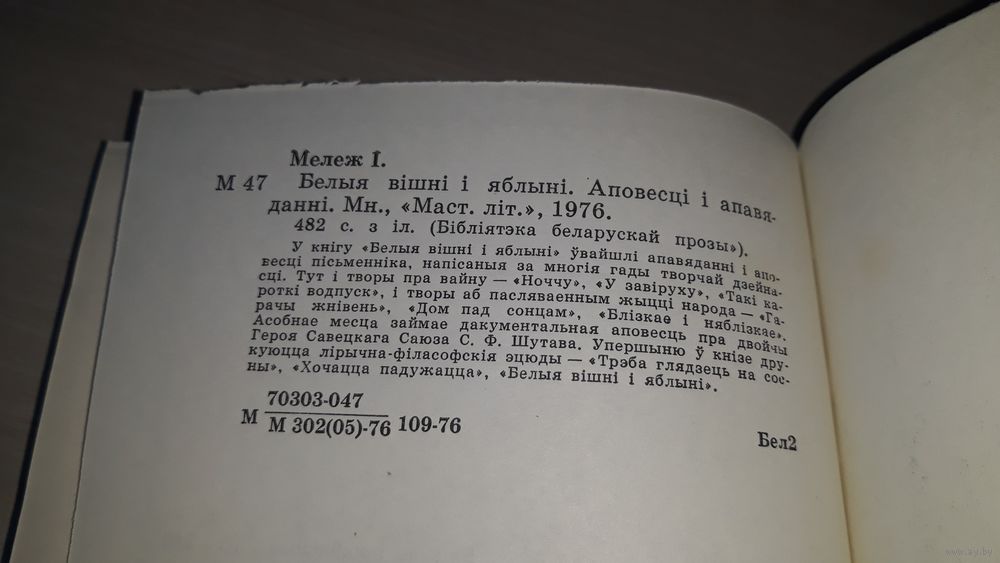 Мележ І.
М 47 Белыя вішні і яблыні. Аповесці і апавя-
данні. Мн., «Маст. літ.», 1976.
482 с. з іл. (Бібліятэка беларускай прозы»).
У кнігу «Белыя вішні і яблыні» ўвайшлі апавяданні і апо-
весці пісьменніка, напісаныя за многія гады творчай дзейна-
сці. Тут і творы пра вайну — «Ноччу», «У завіруху», «Такі ка-
роткі водпуск», і творы аб пасляваенным жыцці народа — «Га-
рачы жнівень», «Дом пад сонцам», «Блізкае і няблізкае».
Асобнае месца займае дакументальная аповесць пра двойчы
Героя Савецкага Саюза С. Ф. Шутава. Упершыню ў кнізе дру-
куюцца лірычна-філасофскія эцюды — «Трэба глядзець на сос-
ны», «Хочацца падужацца», «Белыя вішні і яблыні».
70303-047
М ————— 109-76
М 302(05)-76
Бел2
www.ay.by